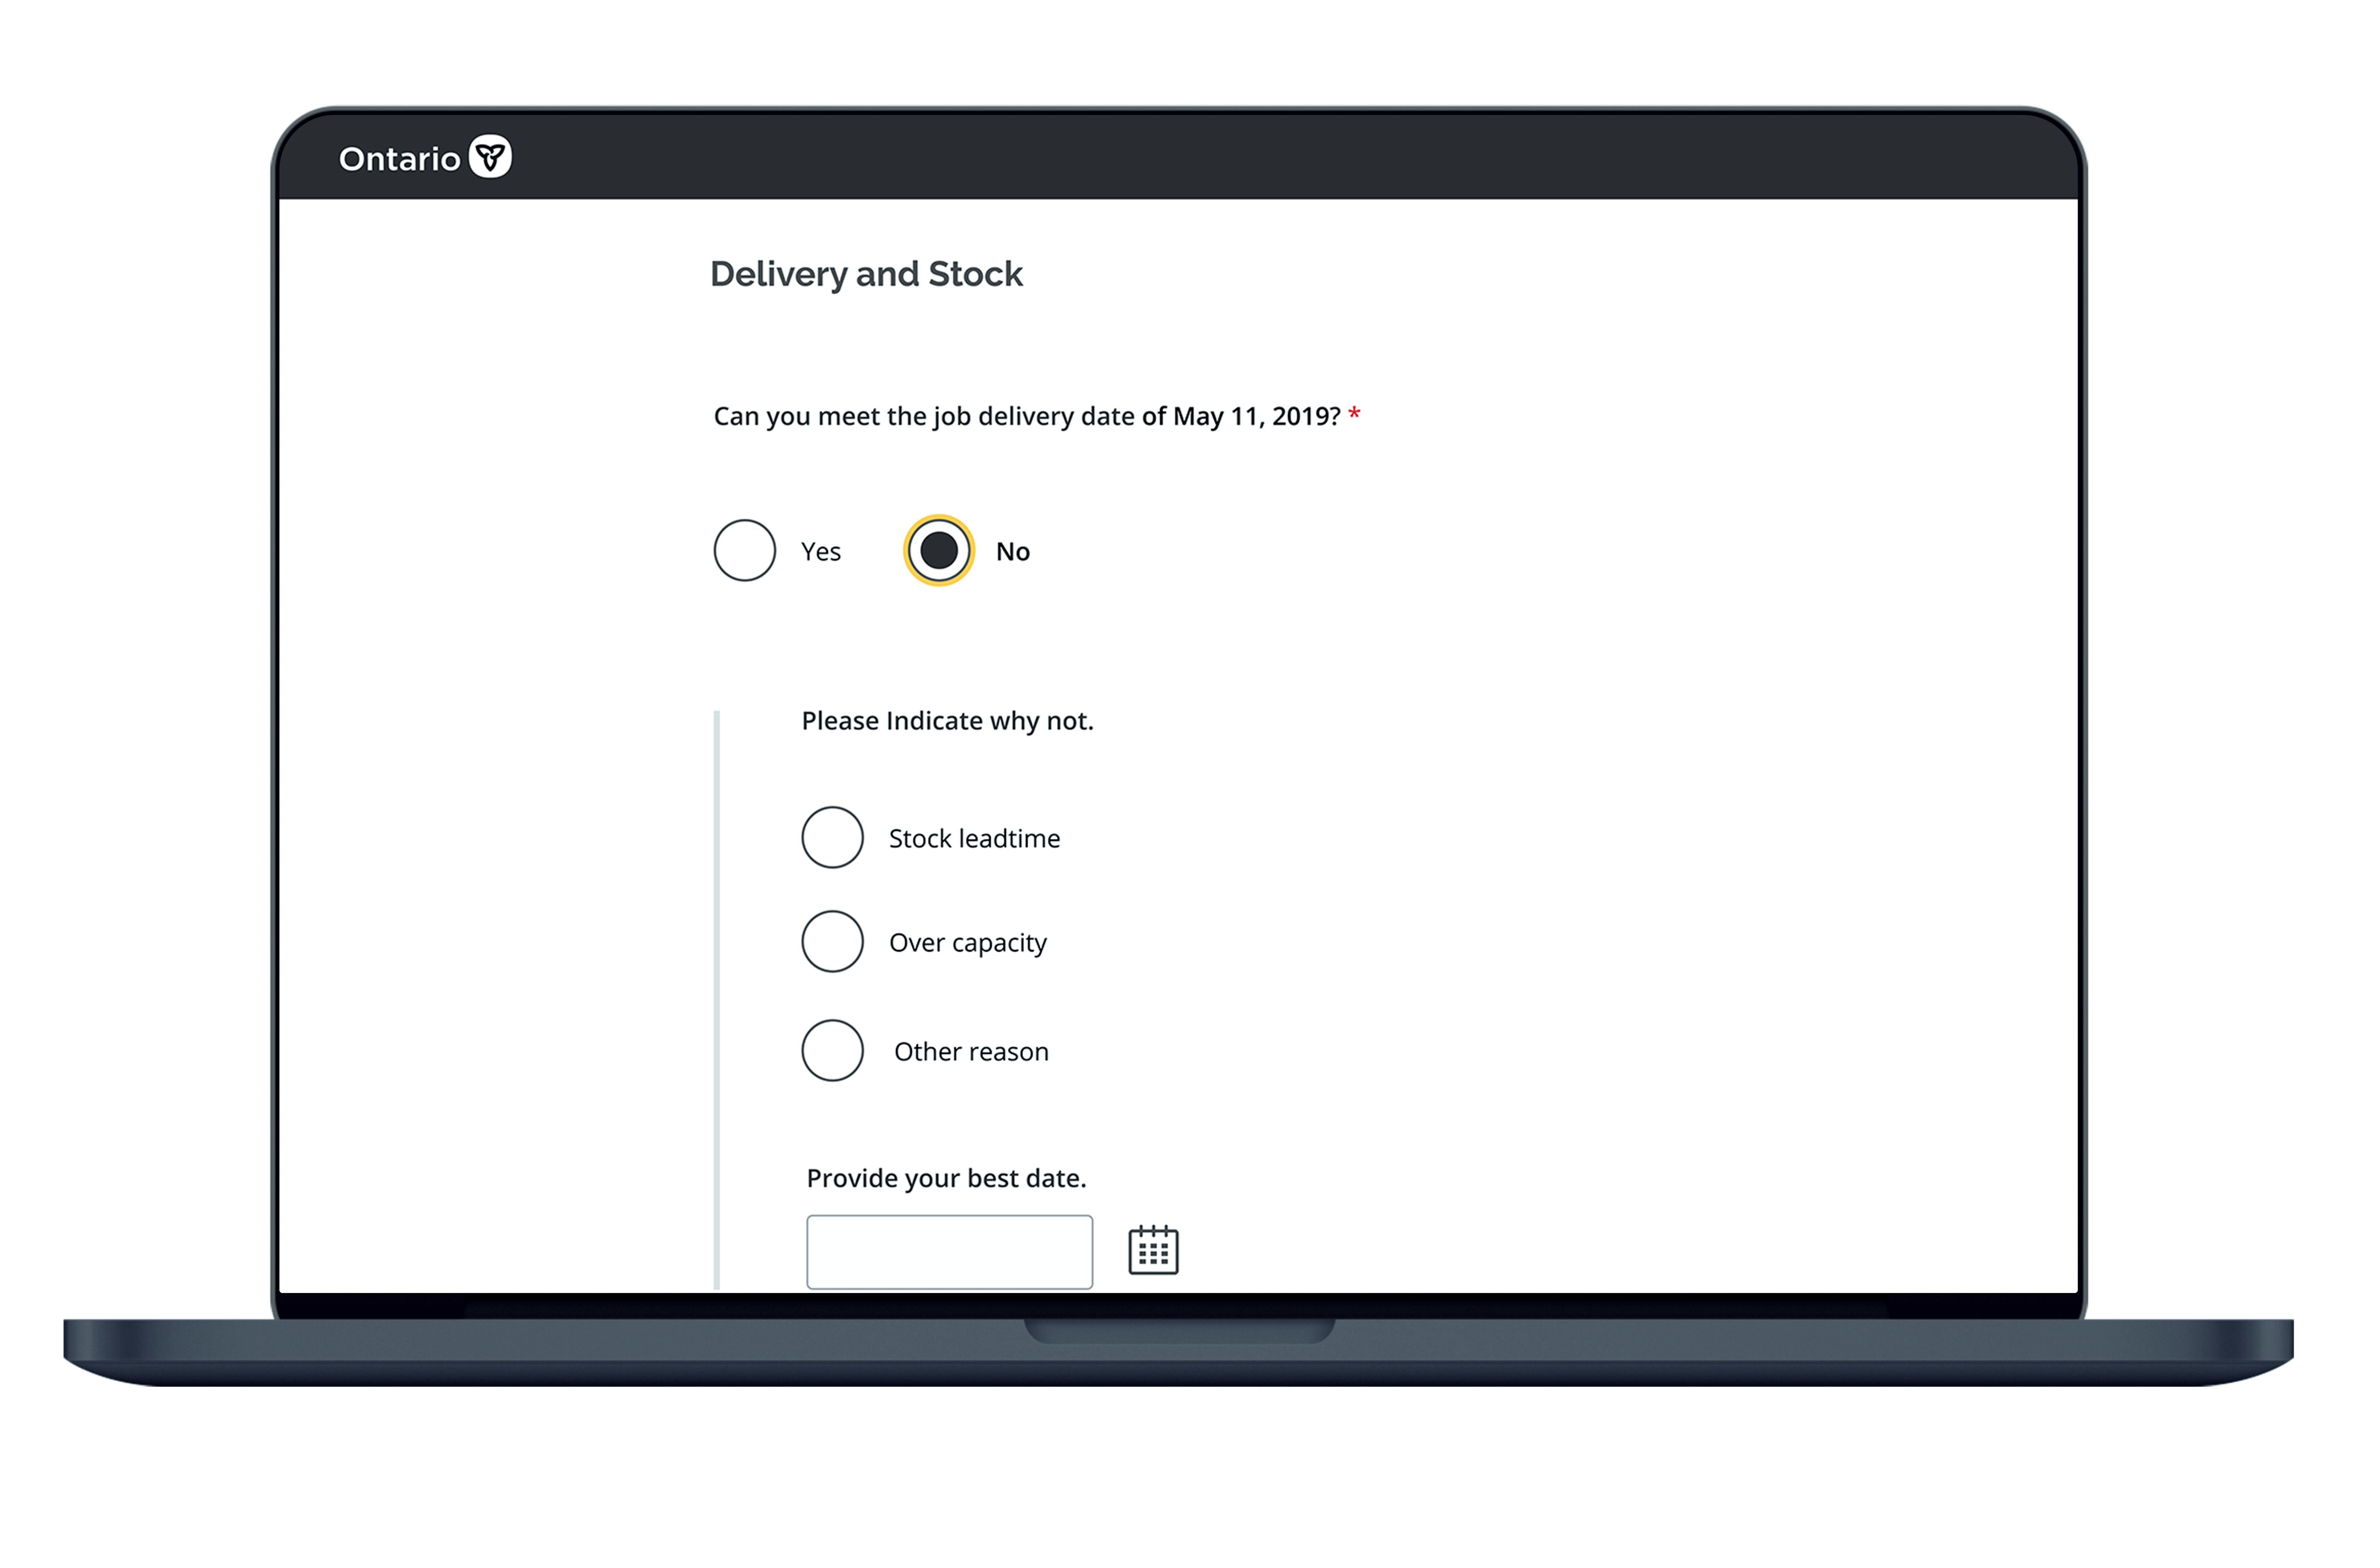 Ontario
Delivery and Stock
Can you meet the job delivery date of May 11, 2019? *
Yes No
Please Indicate why not.
Stock leadtime
Over capacity
Other reason
Provide your best date.